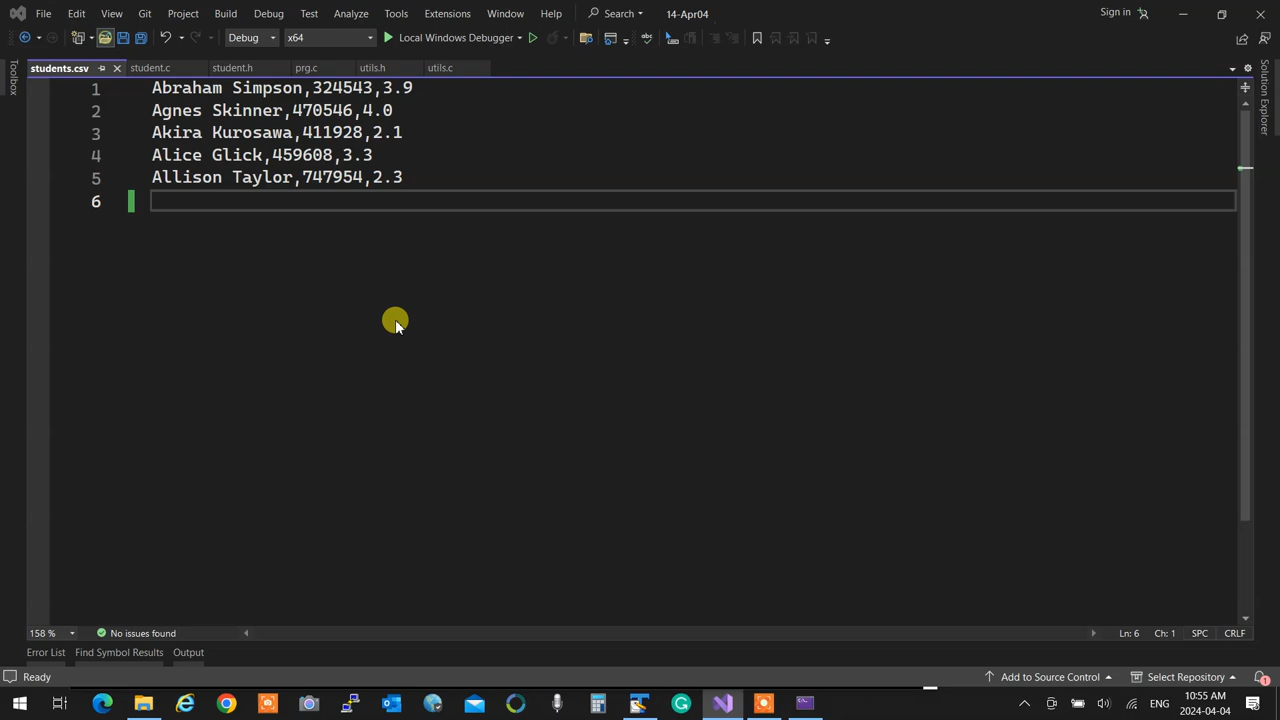 File Edit View Git Project Build Debug Test Analyze Tools Extensions Window Help Search 14-Apr04 Sign in
Debug x64 Local Windows Debugger
students.csv student.c student.h prg.c utils.h utils.c
Toolbox
Solution Explorer
1 Abraham Simpson,324543,3.9
2 Agnes Skinner,470546,4.0
3 Akira Kurosawa,411928,2.1
4 Alice Glick,459608,3.3
5 Allison Taylor,747954,2.3
6
158 % No issues found Ln: 6 Ch: 1 SPC CRLF
Error List Find Symbol Results Output
Ready Add to Source Control Select Repository 1
ENG 10:55 AM
2024-04-04